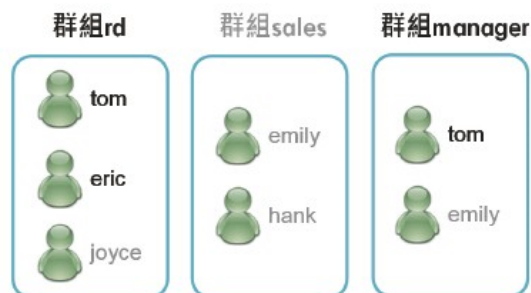 群組rd
tom
eric
joyce
群組sales
emily
hank
群組manager
tom
emily